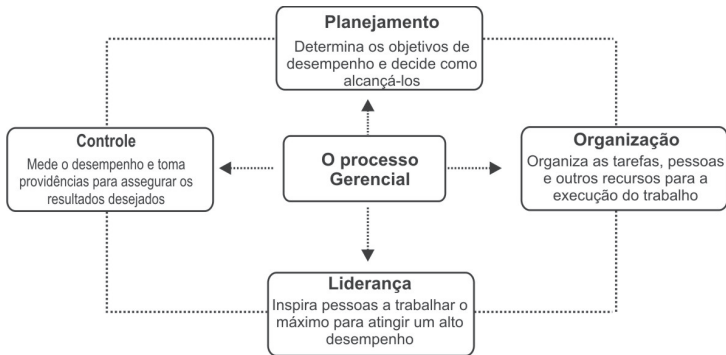 Planejamento
Determina os objetivos de
desempenho e decide como
alcançá-los
Controle
Mede o desempenho e toma
providências para assegurar os
resultados desejados
O processo
Gerencial
Organização
Organiza as tarefas, pessoas
e outros recursos para a
execução do trabalho
Liderança
Inspira pessoas a trabalhar o
máximo para atingir um alto
desempenho